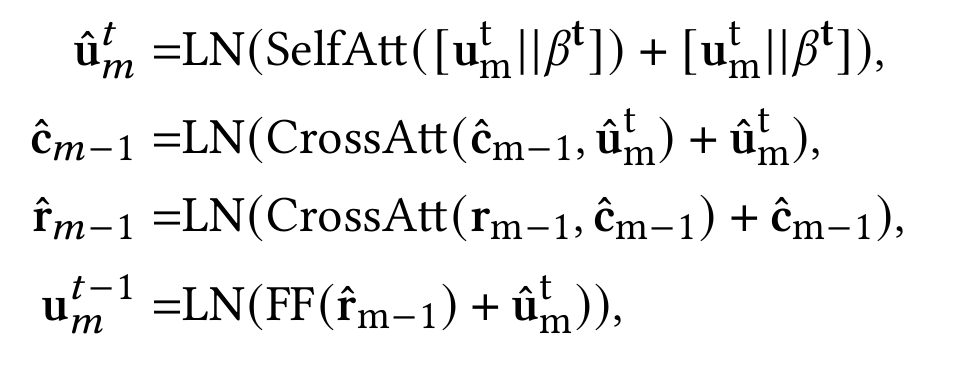 û_m^t =LN(SelfAtt([u_m^t||β^t]) + [u_m^t||β^t]),
ĉ_{m−1} =LN(CrossAtt(ĉ_{m−1}, û_m^t) + û_m^t),
r̂_{m−1} =LN(CrossAtt(r_{m−1}, ĉ_{m−1}) + ĉ_{m−1}),
u_m^{t−1} =LN(FF(r̂_{m−1}) + û_m^t)),